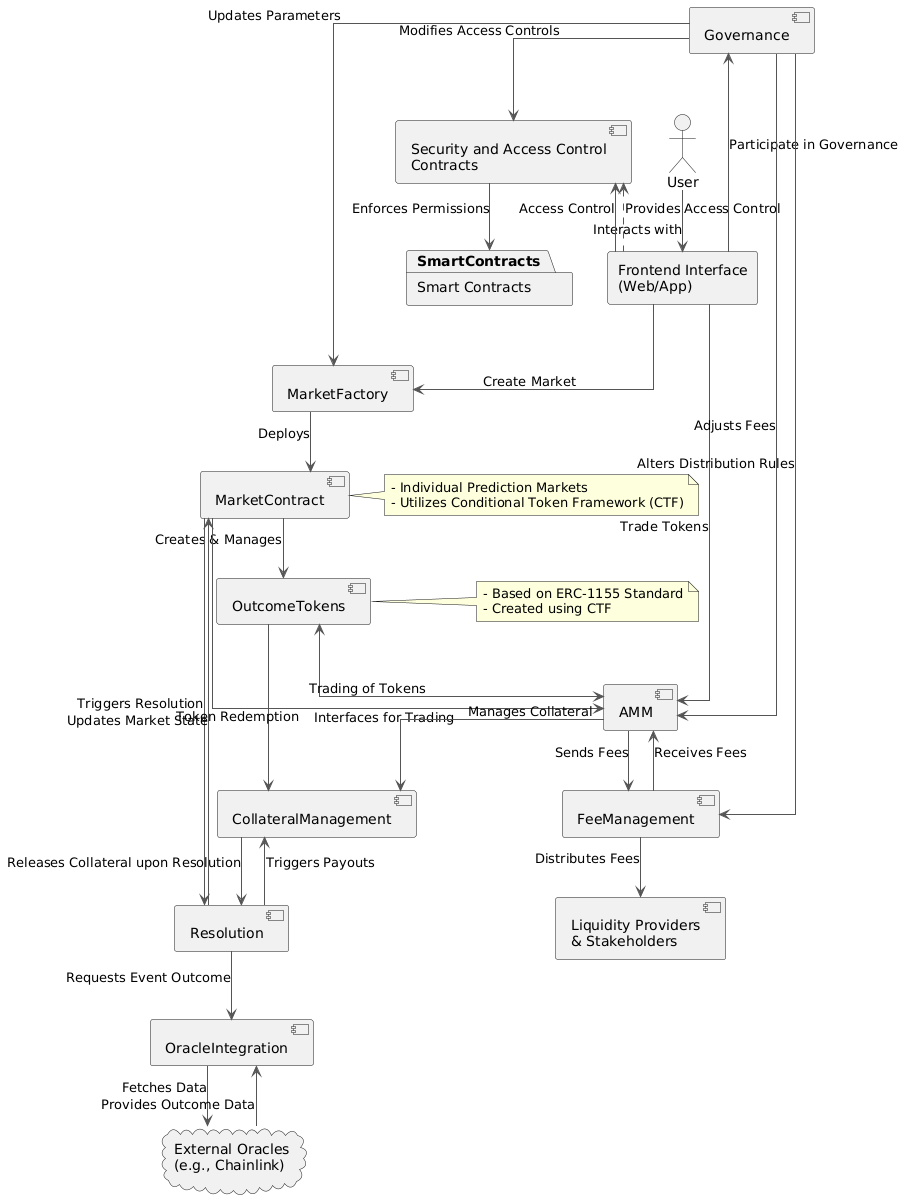 Updates Parameters
Modifies Access Controls
Governance
Security and Access Control
Contracts
User
Participate in Governance
Enforces Permissions
Access Control
Provides Access Control
Interacts with
SmartContracts
Smart Contracts
Frontend Interface
(Web/App)
MarketFactory
Create Market
Deploys
Adjusts Fees
Alters Distribution Rules
MarketContract
- Individual Prediction Markets
- Utilizes Conditional Token Framework (CTF)
Trade Tokens
Creates & Manages
OutcomeTokens
- Based on ERC-1155 Standard
- Created using CTF
Trading of Tokens
Triggers Resolution
Updates Market State
Token Redemption
Interfaces for Trading
Manages Collateral
AMM
Sends Fees
Receives Fees
CollateralManagement
FeeManagement
Releases Collateral upon Resolution
Triggers Payouts
Distributes Fees
Resolution
Liquidity Providers
& Stakeholders
Requests Event Outcome
OracleIntegration
Fetches Data
Provides Outcome Data
External Oracles
(e.g., Chainlink)